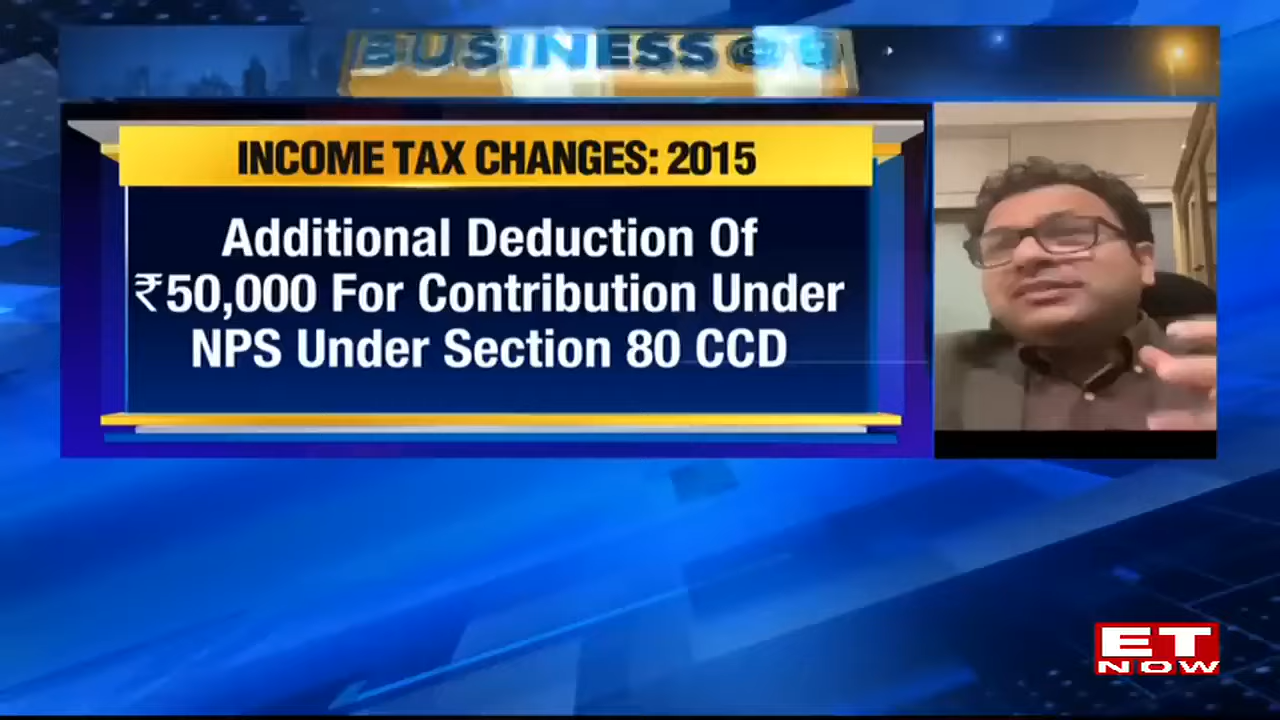 BUSINESS @
INCOME TAX CHANGES: 2015
Additional Deduction Of
₹50,000 For Contribution Under
NPS Under Section 80 CCD
ET
NOW